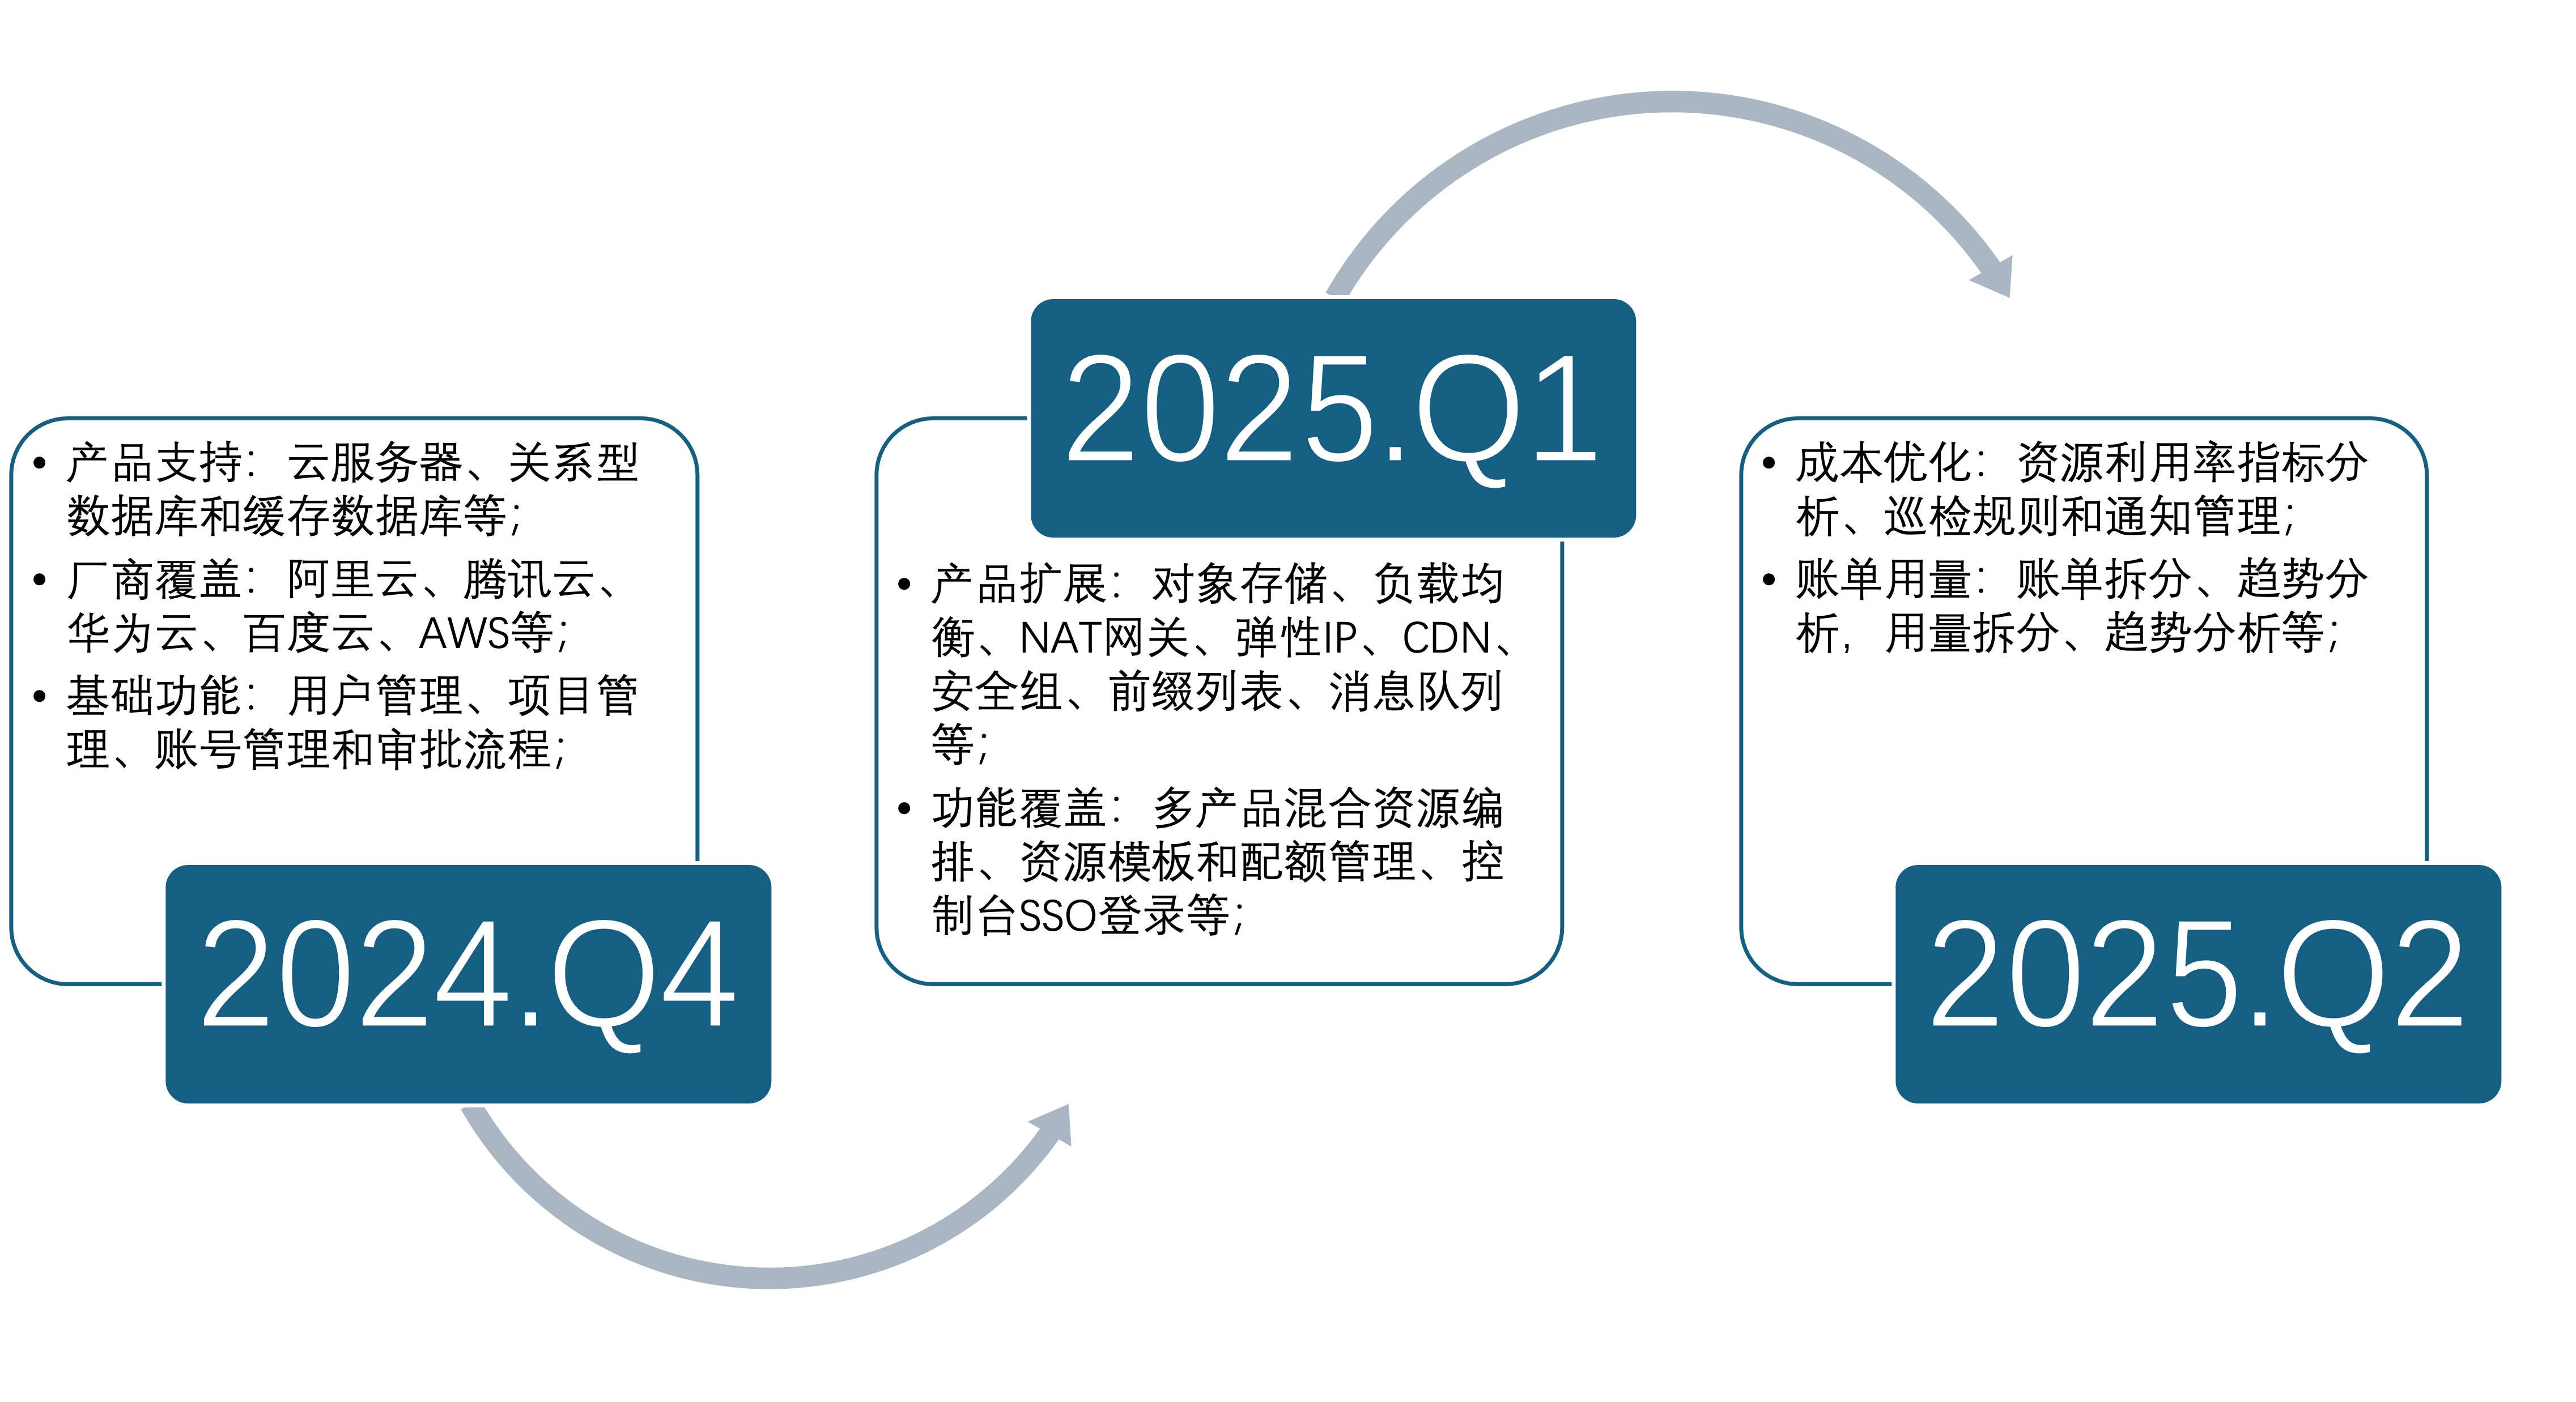 • 产品支持：云服务器、关系型
数据库和缓存数据库等；
• 厂商覆盖：阿里云、腾讯云、
华为云、百度云、AWS等；
• 基础功能：用户管理、项目管
理、账号管理和审批流程；
2024.Q4
2025.Q1
• 产品扩展：对象存储、负载均
衡、NAT网关、弹性IP、CDN、
安全组、前缀列表、消息队列
等；
• 功能覆盖：多产品混合资源编
排、资源模板和配额管理、控
制台SSO登录等；
• 成本优化：资源利用率指标分
析、巡检规则和通知管理；
• 账单用量：账单拆分、趋势分
析，用量拆分、趋势分析等；
2025.Q2